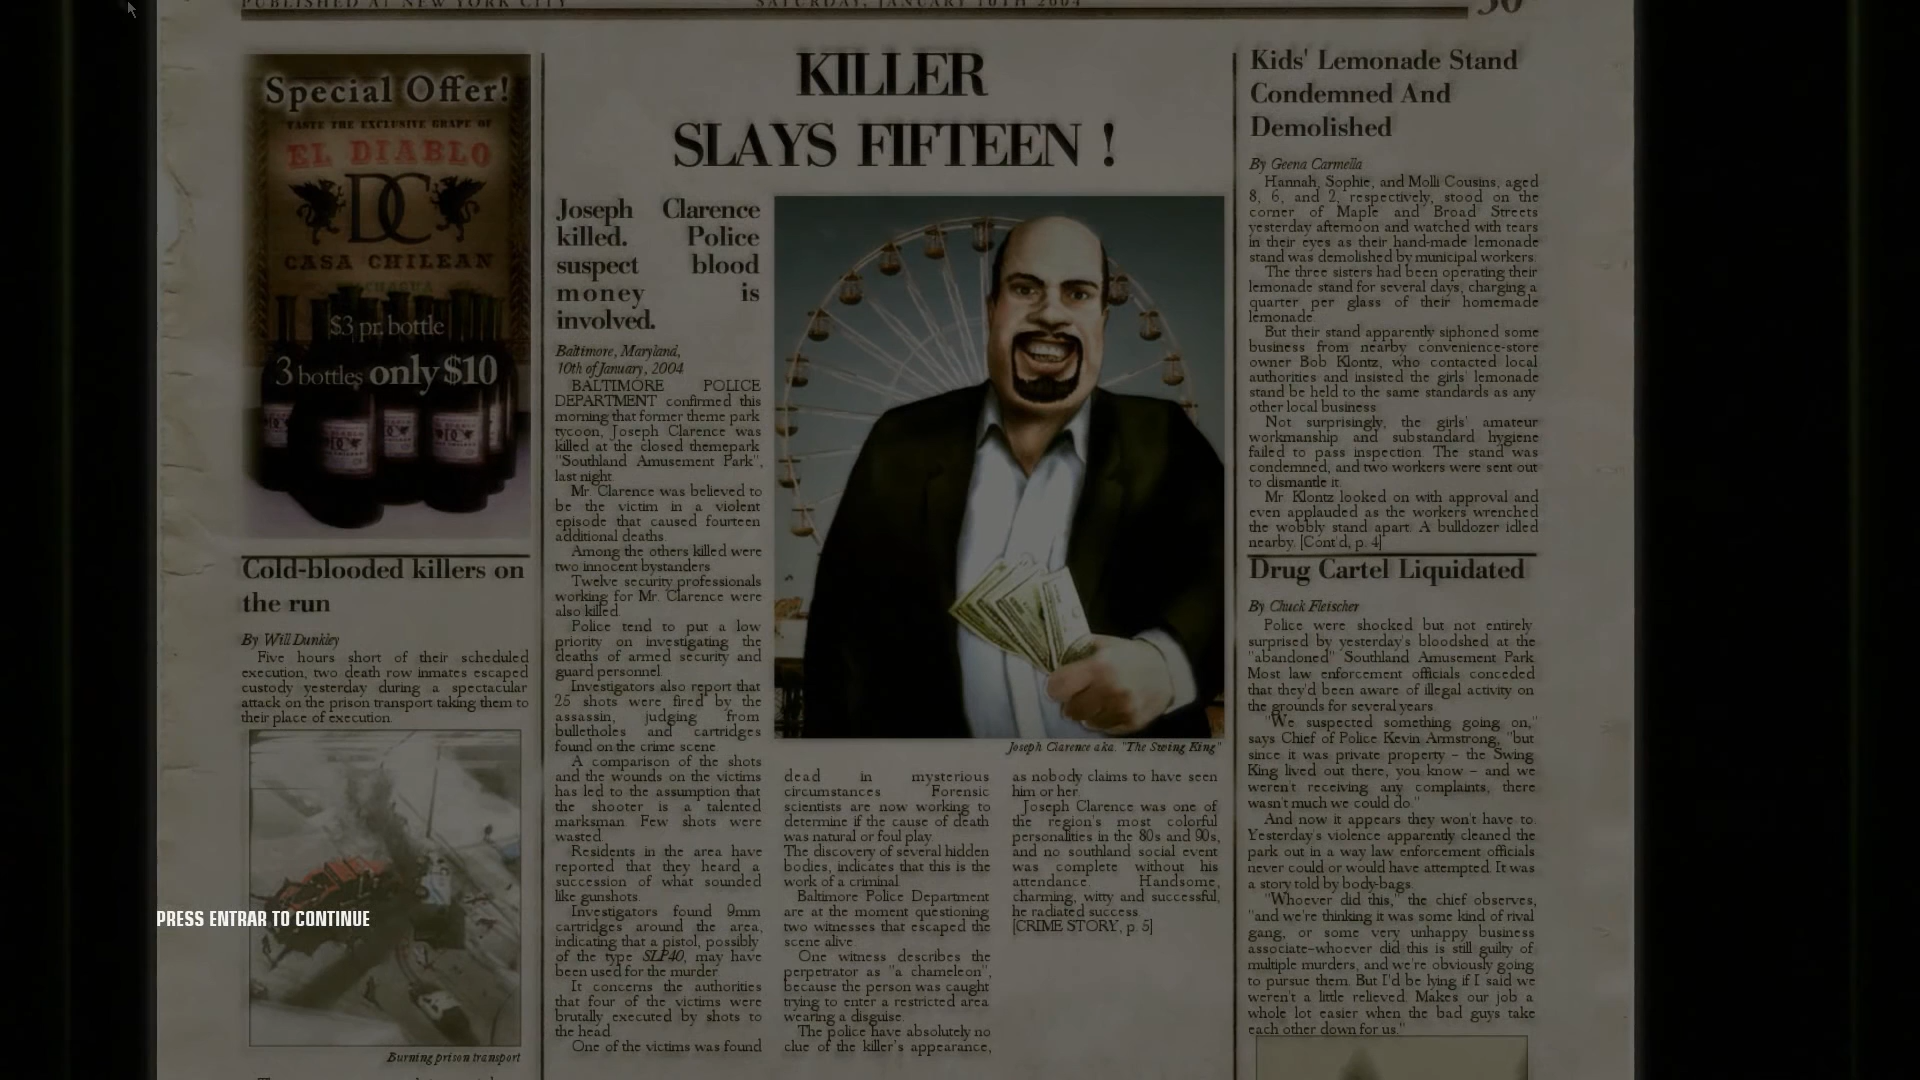 PUBLISHED AT NEW YORK CITY
SATURDAY, JANUARY 10TH 2004
Special Offer!
TASTE THE EXCLUSIVE GRAPE OF
EL DIABLO
DC
CASA CHILEAN
$3 pr. bottle
3 bottles only $10
Cold-blooded killers on
the run
By Will Dunkley
Five hours short of their scheduled
execution, two death row inmates escaped
custody yesterday during a spectacular
attack on the prison transport taking them to
their place of execution.
Burning prison transport
KILLER
SLAYS FIFTEEN !
Joseph Clarence
killed. Police
suspect blood
money is
involved.
Baltimore, Maryland,
10th of January, 2004
BALTIMORE POLICE
DEPARTMENT confirmed this
morning that former theme park
tycoon, Joseph Clarence was
killed at the closed themepark
"Southland Amusement Park",
last night.
Mr. Clarence was believed to
be the victim in a violent
episode that caused fourteen
additional deaths.
Among the others killed were
two innocent bystanders.
Twelve security professionals
working for Mr. Clarence were
also killed.
Police tend to put a low
priority on investigating the
deaths of armed security and
guard personnel.
Investigators also report that
25 shots were fired by the
assassin, judging from
bulletholes and cartridges
found on the crime scene.
A comparison of the shots
and the wounds on the victims
has led to the assumption that
the shooter is a talented
marksman. Few shots were
wasted.
Residents in the area have
reported that they heard a
succession of what sounded
like gunshots.
Investigators found 9mm
cartridges around the area,
indicating that a pistol, possibly
of the type SLP40, may have
been used for the murder.
It concerns the authorities
that four of the victims were
brutally executed by shots to
the head.
One of the victims was found
Joseph Clarence aka. "The Swing King"
dead in mysterious
circumstances. Forensic
scientists are now working to
determine if the cause of death
was natural or foul play.
The discovery of several hidden
bodies, indicates that this is the
work of a criminal.
Baltimore Police Department
are at the moment questioning
two witnesses that escaped the
scene alive.
One witness describes the
perpetrator as "a chameleon",
because the person was caught
trying to enter a restricted area
wearing a disguise.
The police have absolutely no
clue of the killer's appearance,
as nobody claims to have seen
him or her.
Joseph Clarence was one of
the region's most colorful
personalities in the 80s and 90s,
and no southland social event
was complete without his
attendance. Handsome,
charming, witty and successful,
he radiated success.
[CRIME STORY, p. 5]
Kids' Lemonade Stand
Condemned And
Demolished
By Geena Carmella
Hannah, Sophie, and Molli Cousins, aged
8, 6, and 2, respectively, stood on the
corner of Maple and Broad Streets
yesterday afternoon and watched with tears
in their eyes as their hand-made lemonade
stand was demolished by municipal workers.
The three sisters had been operating their
lemonade stand for several days, charging a
quarter per glass of their homemade
lemonade.
But their stand apparently siphoned some
business from nearby convenience-store
owner Bob Klontz, who contacted local
authorities and insisted the girls' lemonade
stand be held to the same standards as any
other local business.
Not surprisingly, the girls' amateur
workmanship and substandard hygiene
failed to pass inspection. The stand was
condemned, and two workers were sent out
to dismantle it.
Mr. Klontz looked on with approval and
even applauded as the workers wrenched
the wobbly stand apart. A bulldozer idled
nearby. [Cont'd, p. 4]
Drug Cartel Liquidated
By Chuck Fleischer
Police were shocked but not entirely
surprised by yesterday's bloodshed at the
"abandoned" Southland Amusement Park.
Most law enforcement officials conceded
that they'd been aware of illegal activity on
the grounds for several years.
"We suspected something going on,"
says Chief of Police Kevin Armstrong, "but
since it was private property – the Swing
King lived out there, you know – and we
weren't receiving any complaints, there
wasn't much we could do."
And now it appears they won't have to.
Yesterday's violence apparently cleaned the
park out in a way law enforcement officials
never could or would have attempted. It was
a story told by body-bags.
"Whoever did this," the chief observes,
"and we're thinking it was some kind of rival
gang, or some very unhappy business
associate–whoever did this is still guilty of
multiple murders, and we're obviously going
to pursue them. But I'd be lying if I said we
weren't a little relieved. Makes our job a
whole lot easier when the bad guys take
each other down for us."
PRESS ENTRAR TO CONTINUE